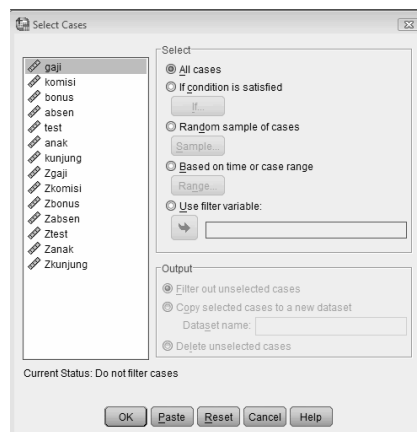 Select Cases
gaji
komisi
bonus
absen
test
anak
kunjung
Zgaji
Zkomisi
Zbonus
Zabsen
Ztest
Zanak
Zkunjung
Select
All cases
If condition is satisfied
If...
Random sample of cases
Sample...
Based on time or case range
Range...
Use filter variable:
Output
Filter out unselected cases
Copy selected cases to a new dataset
Dataset name:
Delete unselected cases
Current Status: Do not filter cases
OK Paste Reset Cancel Help